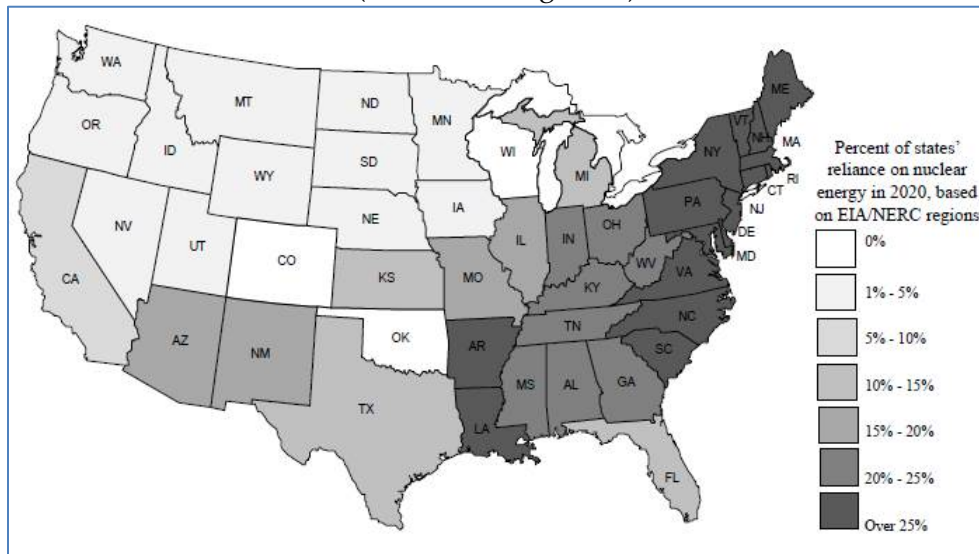 WA
MT
ND
MN
ME
OR
ID
WY
SD
WI
MI
NY
VT
NH
MA
RI
CT
NJ
DE
MD
NV
UT
CO
NE
IA
IL
IN
OH
PA
WV
VA
CA
KS
MO
KY
NC
AZ
NM
OK
AR
TN
SC
TX
LA
MS
AL
GA
FL
Percent of states'
reliance on nuclear
energy in 2020, based
on EIA/NERC regions
0%
1% - 5%
5% - 10%
10% - 15%
15% - 20%
20% - 25%
Over 25%